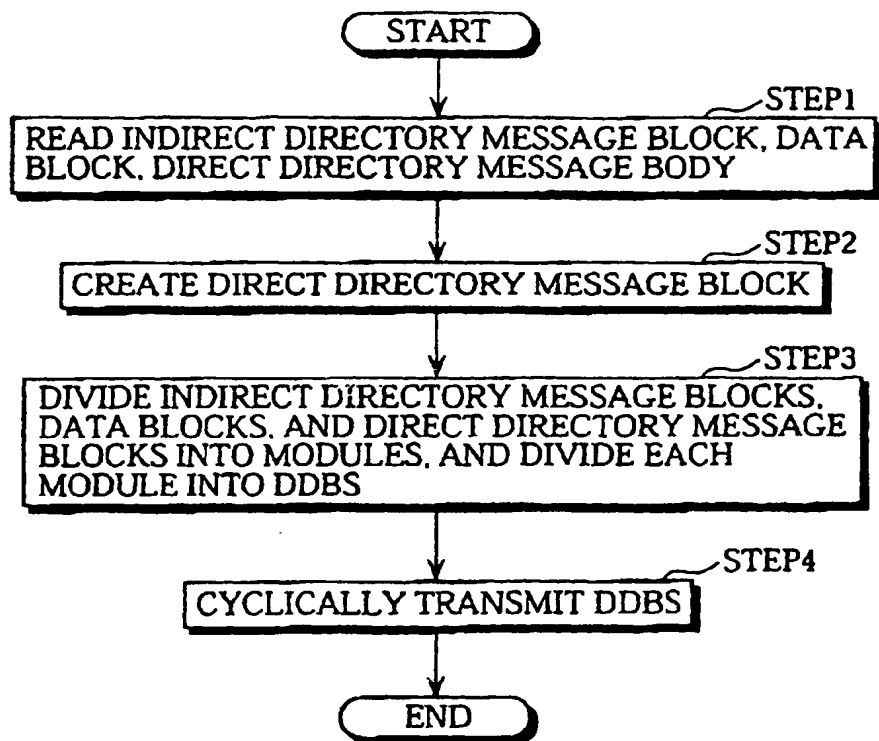 START
STEP1
READ INDIRECT DIRECTORY MESSAGE BLOCK, DATA
BLOCK, DIRECT DIRECTORY MESSAGE BODY
STEP2
CREATE DIRECT DIRECTORY MESSAGE BLOCK
STEP3
DIVIDE INDIRECT DIRECTORY MESSAGE BLOCKS,
DATA BLOCKS, AND DIRECT DIRECTORY MESSAGE
BLOCKS INTO MODULES, AND DIVIDE EACH
MODULE INTO DDBS
STEP4
CYCLICALLY TRANSMIT DDBS
END